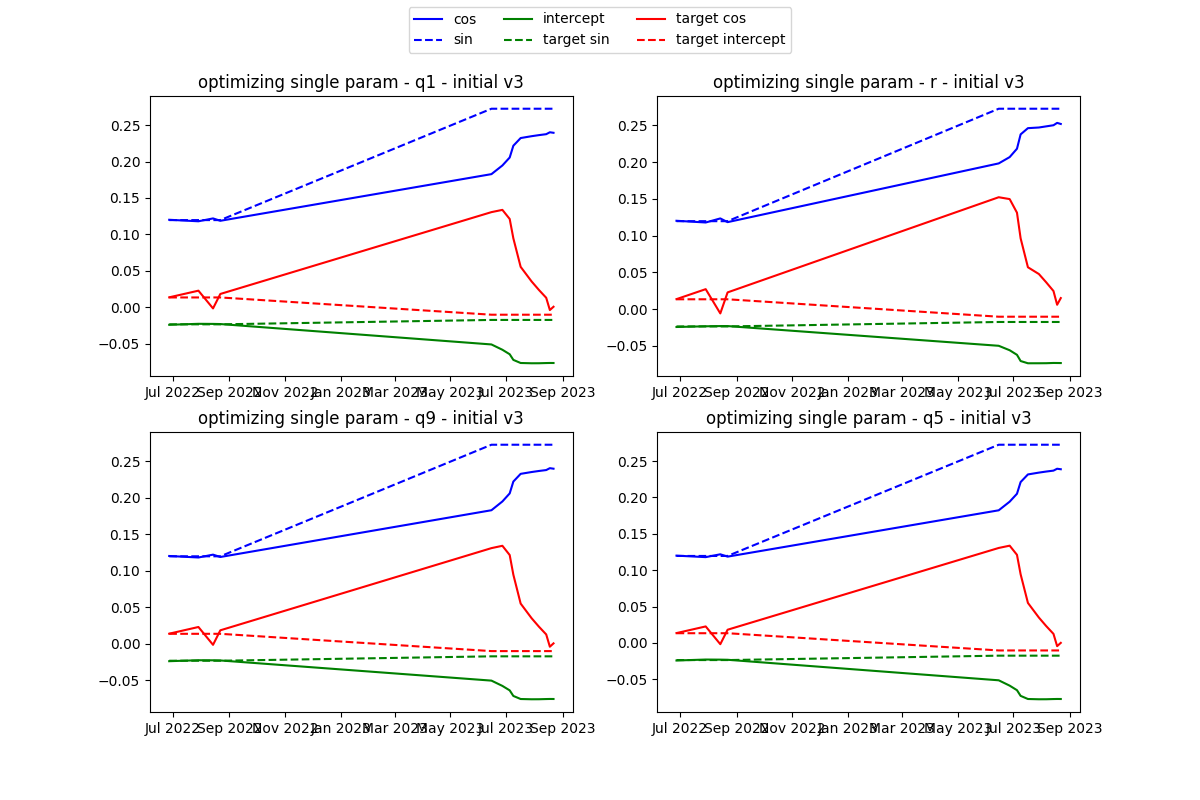 cos intercept target cos
sin target sin target intercept
optimizing single param - q1 - initial v3
0.25
0.20
0.15
0.10
0.05
0.00
−0.05
Jul 2022 Sep 2022 Nov 2022 Jan 2023 Mar 2023 May 2023 Jul 2023 Sep 2023
optimizing single param - r - initial v3
0.25
0.20
0.15
0.10
0.05
0.00
−0.05
Jul 2022 Sep 2022 Nov 2022 Jan 2023 Mar 2023 May 2023 Jul 2023 Sep 2023
optimizing single param - q9 - initial v3
0.25
0.20
0.15
0.10
0.05
0.00
−0.05
Jul 2022 Sep 2022 Nov 2022 Jan 2023 Mar 2023 May 2023 Jul 2023 Sep 2023
optimizing single param - q5 - initial v3
0.25
0.20
0.15
0.10
0.05
0.00
−0.05
Jul 2022 Sep 2022 Nov 2022 Jan 2023 Mar 2023 May 2023 Jul 2023 Sep 2023